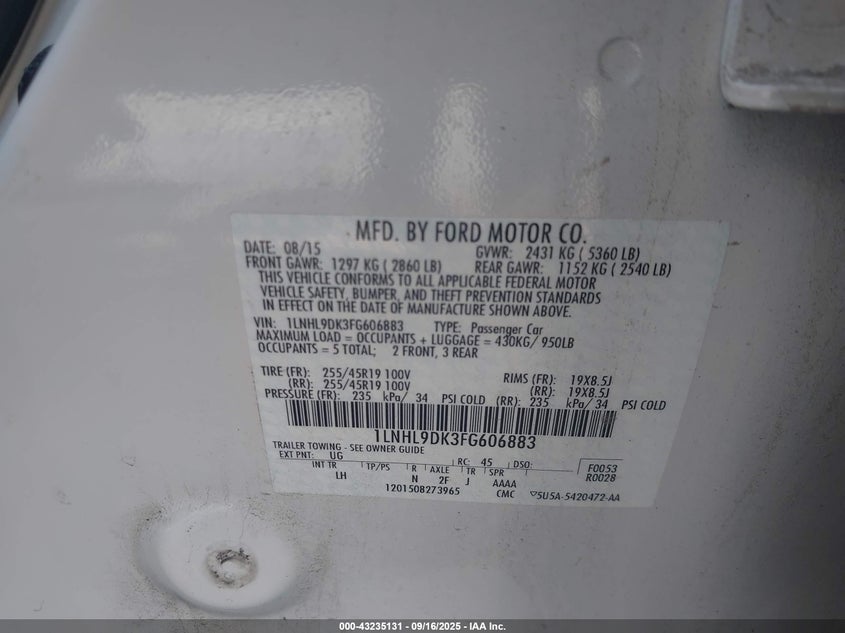 MFD. BY FORD MOTOR CO.
DATE: 08/15 GVWR: 2431 KG ( 5360 LB)
FRONT GAWR: 1297 KG ( 2860 LB) REAR GAWR: 1152 KG ( 2540 LB)
THIS VEHICLE CONFORMS TO ALL APPLICABLE FEDERAL MOTOR
VEHICLE SAFETY, BUMPER, AND THEFT PREVENTION STANDARDS
IN EFFECT ON THE DATE OF MANUFACTURE SHOWN ABOVE.
VIN: 1LNHL9DK3FG606883 TYPE: Passenger Car
MAXIMUM LOAD = OCCUPANTS + LUGGAGE = 430KG/ 950LB
OCCUPANTS = 5 TOTAL; 2 FRONT, 3 REAR
TIRE (FR): 255/45R19 100V RIMS (FR): 19X8.5J
(RR): 255/45R19 100V (RR): 19X8.5J
PRESSURE (FR): 235 kPa/ 34 PSI COLD (RR): 235 kPa/ 34 PSI COLD
1LNHL9DK3FG606883
TRAILER TOWING - SEE OWNER GUIDE
EXT PNT: UG RC: 45 DSO: F0053
INT TR TP/PS R AXLE TR SPR R0028
LH N 2F J AAAA
1201508273965 CMC 5U5A-5420472-AA
000-43235131 - 09/16/2025 - IAA Inc.